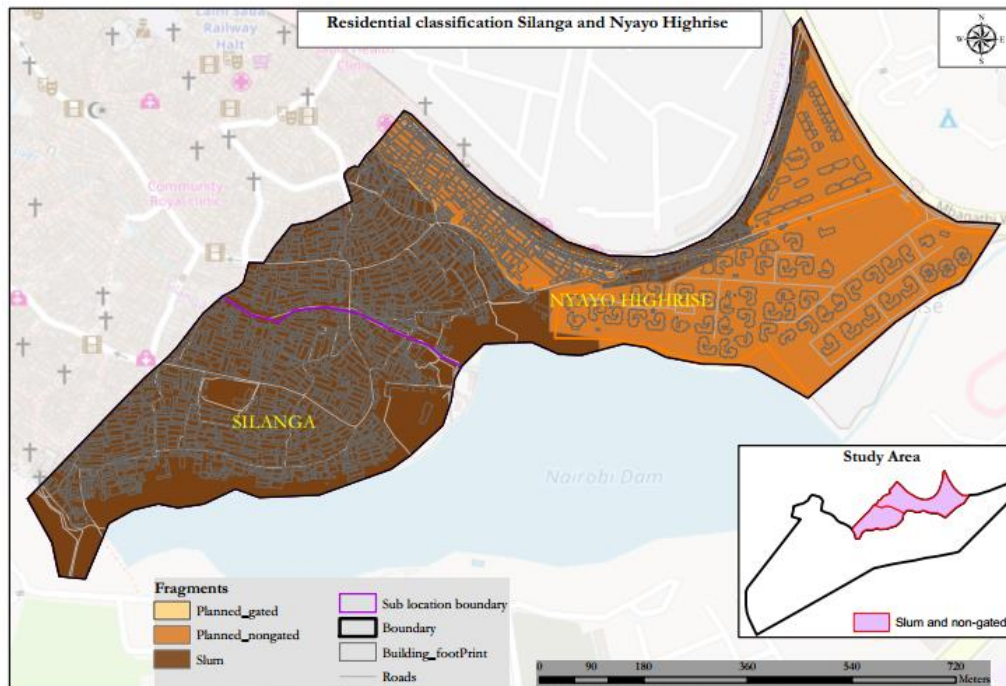 Residential classification Silanga and Nyayo Highrise
Laini Saba
Railway
Halt
N
W
E
S
Community
Royal clinic
Mbagathi
NYAYO HIGHRISE
SILANGA
Nairobi Dam
Study Area
Slum and non-gated
Fragments
Planned_gated
Planned_nongated
Slum
Sub location boundary
Boundary
Building_footPrint
Roads
0 90 180 360 540 720
Meters